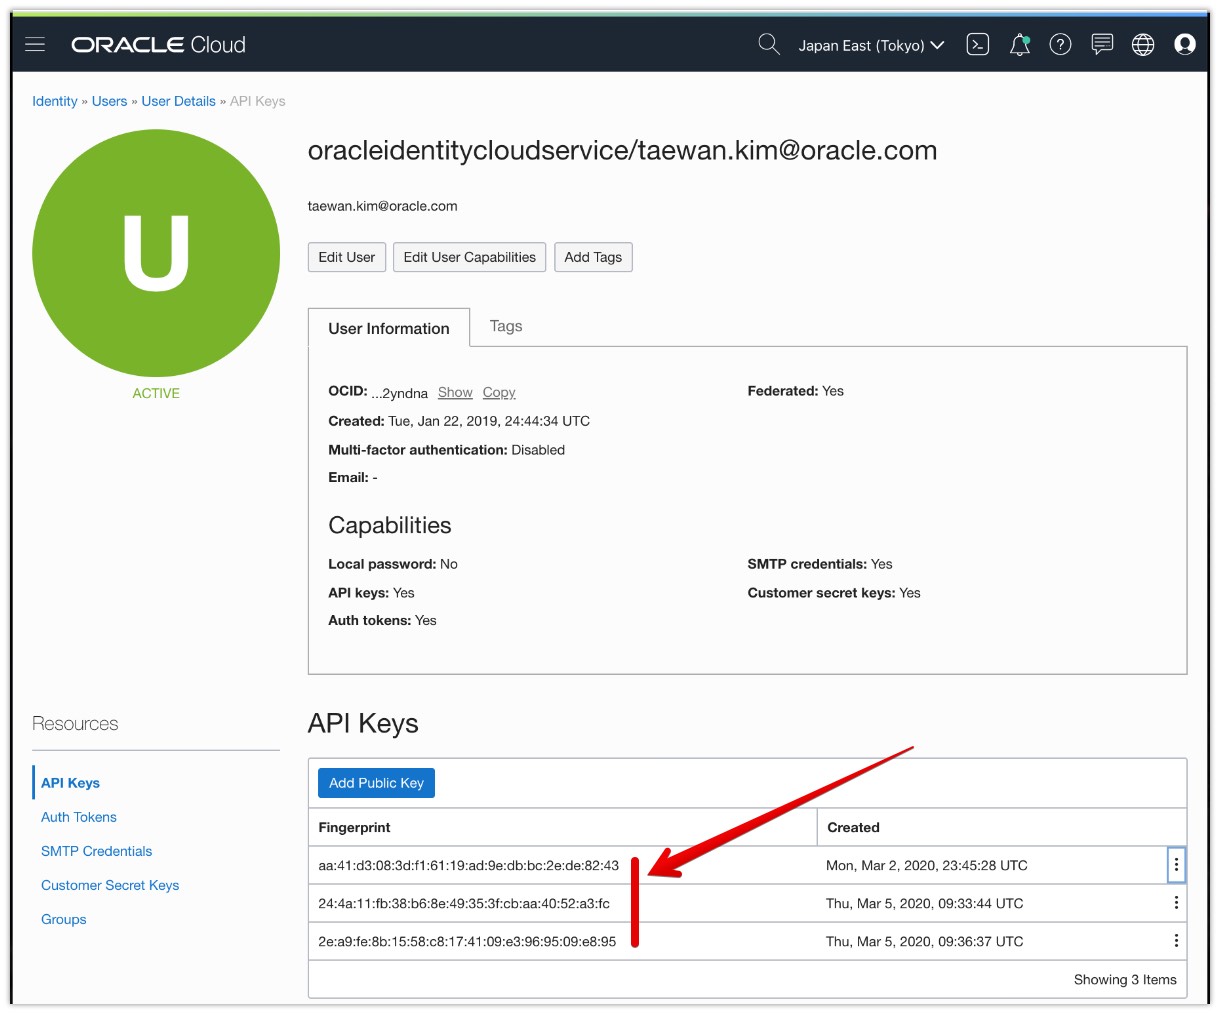 ORACLE Cloud
Japan East (Tokyo)
Identity » Users » User Details » API Keys
U
ACTIVE
oracleidentitycloudservice/taewan.kim@oracle.com
taewan.kim@oracle.com
Edit User Edit User Capabilities Add Tags
User Information Tags
OCID: ...2yndna Show Copy Federated: Yes
Created: Tue, Jan 22, 2019, 24:44:34 UTC
Multi-factor authentication: Disabled
Email: -
Capabilities
Local password: No SMTP credentials: Yes
API keys: Yes Customer secret keys: Yes
Auth tokens: Yes
Resources
API Keys
Auth Tokens
SMTP Credentials
Customer Secret Keys
Groups
API Keys
Add Public Key
Fingerprint Created
aa:41:d3:08:3d:f1:61:19:ad:9e:db:bc:2e:de:82:43 Mon, Mar 2, 2020, 23:45:28 UTC
24:4a:11:fb:38:b6:8e:49:35:3f:cb:aa:40:52:a3:fc Thu, Mar 5, 2020, 09:33:44 UTC
2e:a9:fe:8b:15:58:c8:17:41:09:e3:96:95:09:e8:95 Thu, Mar 5, 2020, 09:36:37 UTC
Showing 3 Items